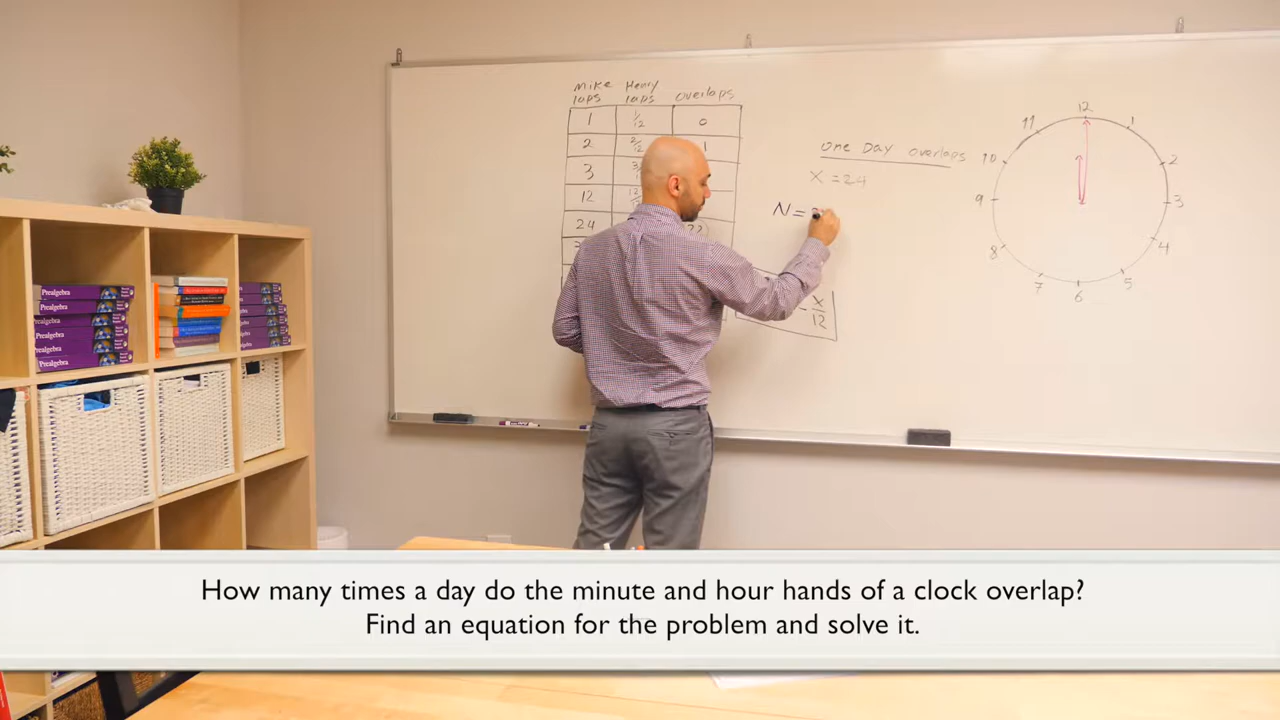 Mike laps Henry laps overlaps
1 1/12 0
2 2/12 1
3
12
24 22
one Day overlaps
X = 24
N =
- x/12
12
1
2
3
4
5
6
7
8
9
10
11
Prealgebra
Prealgebra
Prealgebra
Prealgebra
Prealgebra
Prealgebra
How many times a day do the minute and hour hands of a clock overlap?
Find an equation for the problem and solve it.